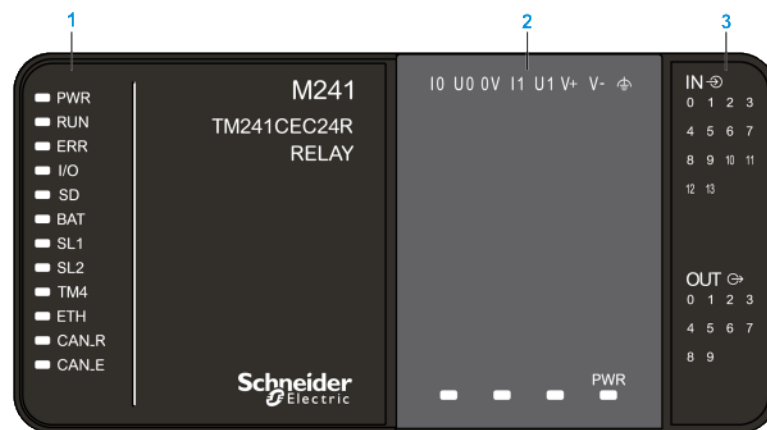 1
2
3
PWR
RUN
ERR
I/O
SD
BAT
SL1
SL2
TM4
ETH
CAN_R
CAN_E
M241
TM241CEC24R
RELAY
Schneider
Electric
I0 U0 0V I1 U1 V+ V-
PWR
IN
0 1 2 3
4 5 6 7
8 9 10 11
12 13
OUT
0 1 2 3
4 5 6 7
8 9